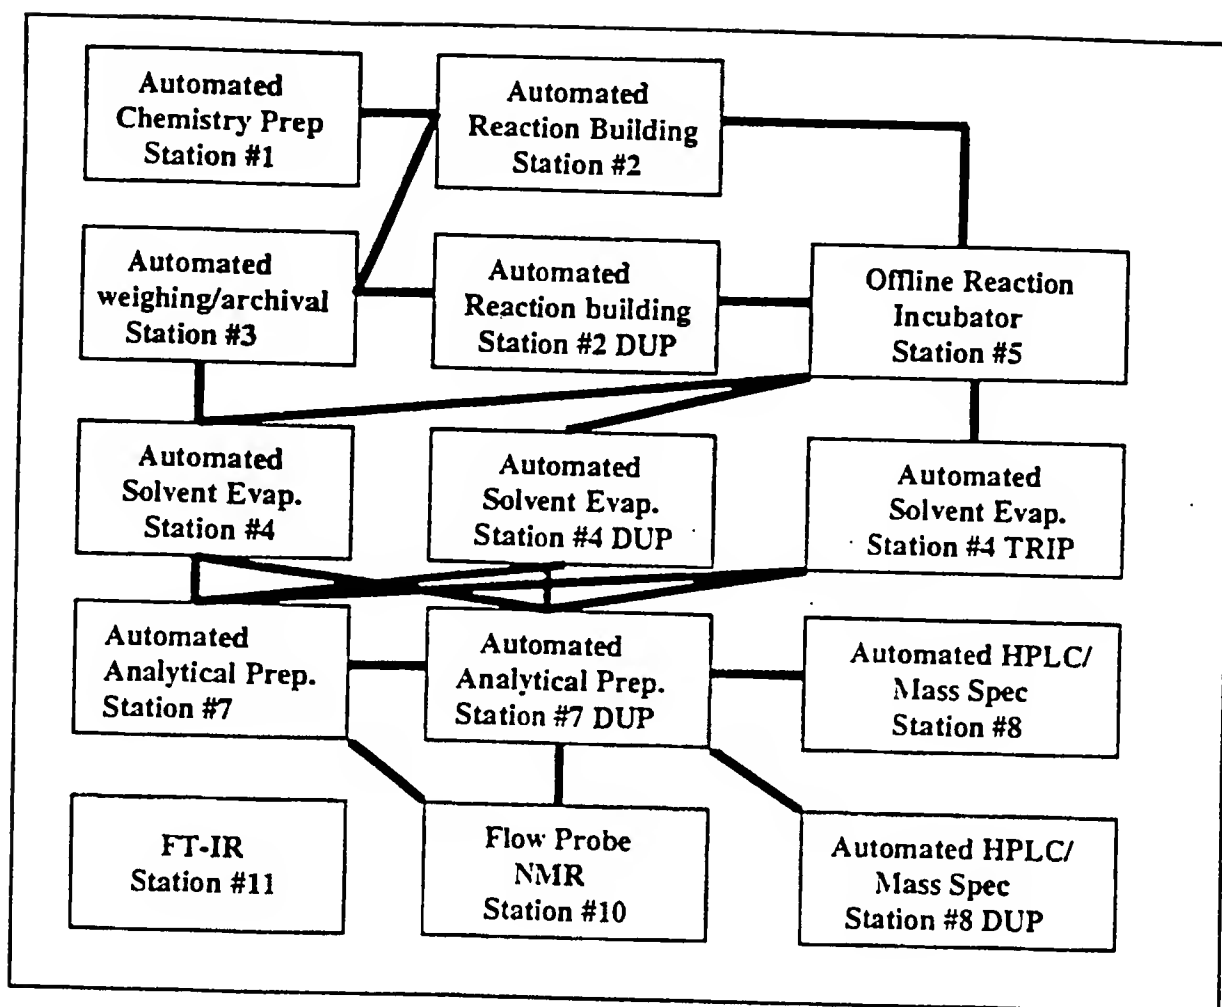 Automated
Chemistry Prep
Station #1
Automated
Reaction Building
Station #2
Automated
weighing/archival
Station #3
Automated
Reaction building
Station #2 DUP
Offline Reaction
Incubator
Station #5
Automated
Solvent Evap.
Station #4
Automated
Solvent Evap.
Station #4 DUP
Automated
Solvent Evap.
Station #4 TRIP
Automated
Analytical Prep.
Station #7
Automated
Analytical Prep.
Station #7 DUP
Automated HPLC/
Mass Spec
Station #8
FT-IR
Station #11
Flow Probe
NMR
Station #10
Automated HPLC/
Mass Spec
Station #8 DUP